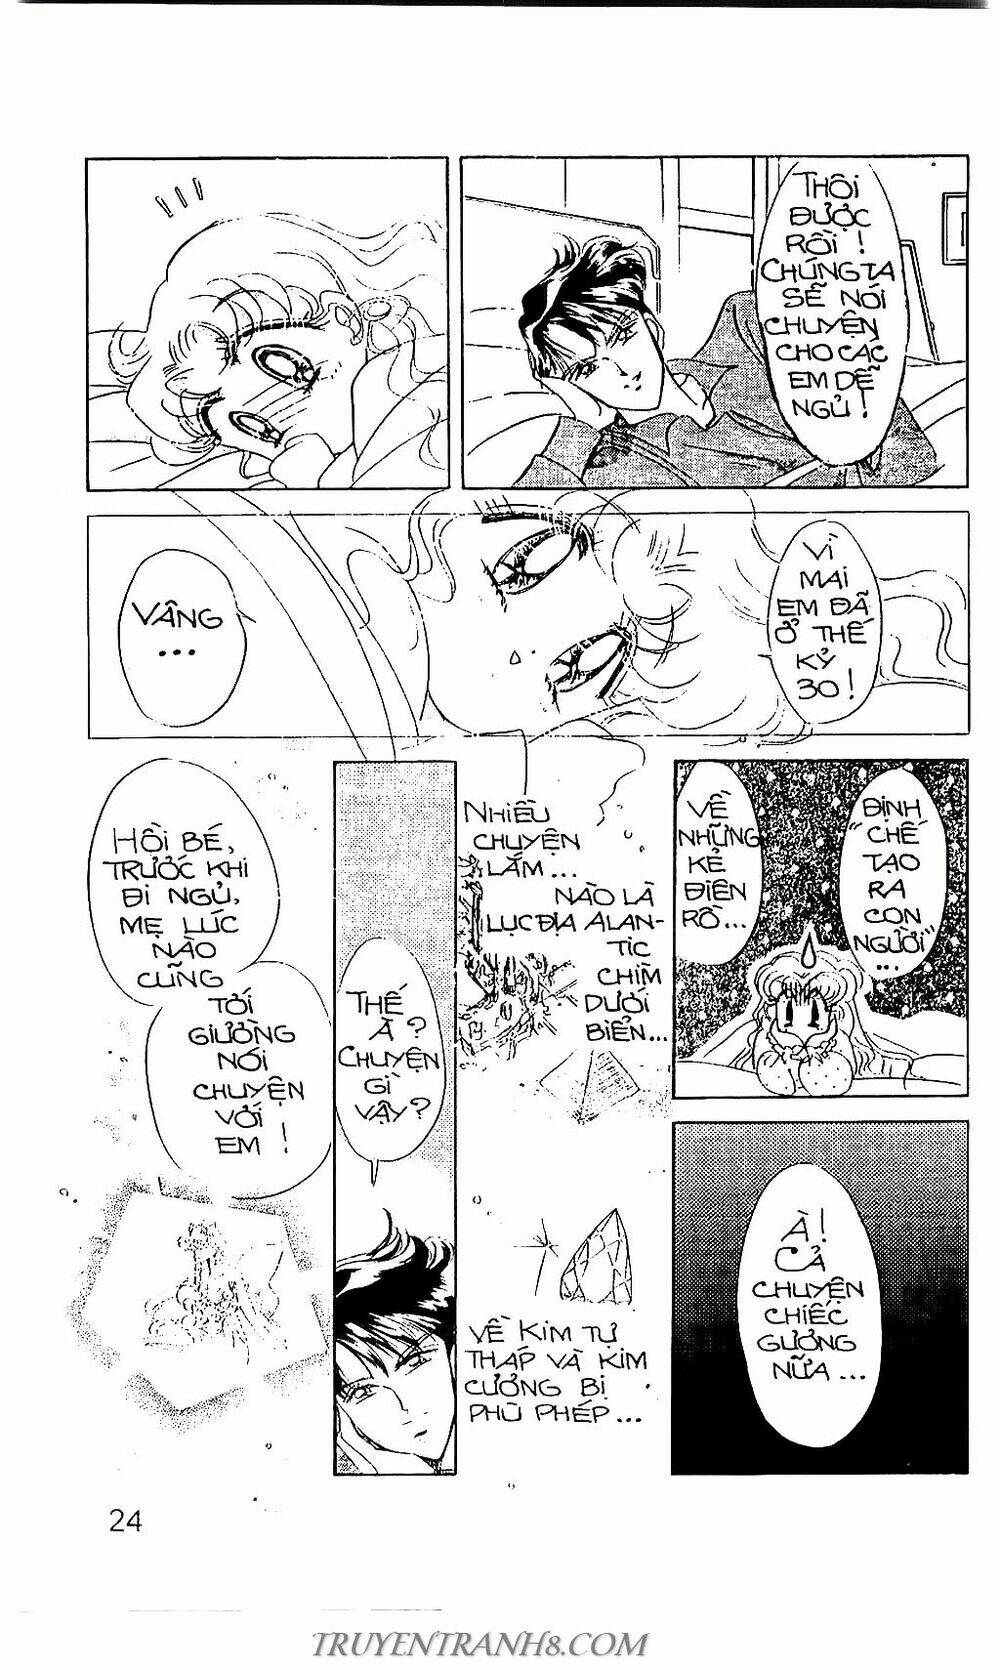 THÔI
ĐƯỢC
RỒI!
CHÚNG TA
SẼ NÓI
CHUYỆN
CHO CÁC
EM DỄ
NGỦ!
VÌ
MAI
EM ĐÃ
Ở THẾ
KỶ
30!
VÂNG
...
HỒI BÉ,
TRƯỚC KHI
ĐI NGỦ,
MẸ LÚC
NÀO
CŨNG
TỚI
GIƯỜNG
NÓI
CHUYỆN
VỚI
EM!
THẾ
À?
CHUYỆN
GÌ
VẬY?
NHIỀU
CHUYỆN
LẮM...
NÀO LÀ
LỤC ĐỊA ALAN-
TIC
CHÌM
DƯỚI
BIỂN...
VỀ KIM TỰ
THÁP VÀ KIM
CƯƠNG BỊ
PHÙ PHÉP...
VỀ
NHỮNG
KẺ
ĐIÊN
RỒ...
ĐỊNH
"CHẾ
TẠO
RA
CON
NGƯỜI"
...
À!
CẢ
CHUYỆN
CHIẾC
GƯƠNG
NỮA...
24
TRUYENTRANH8.COM